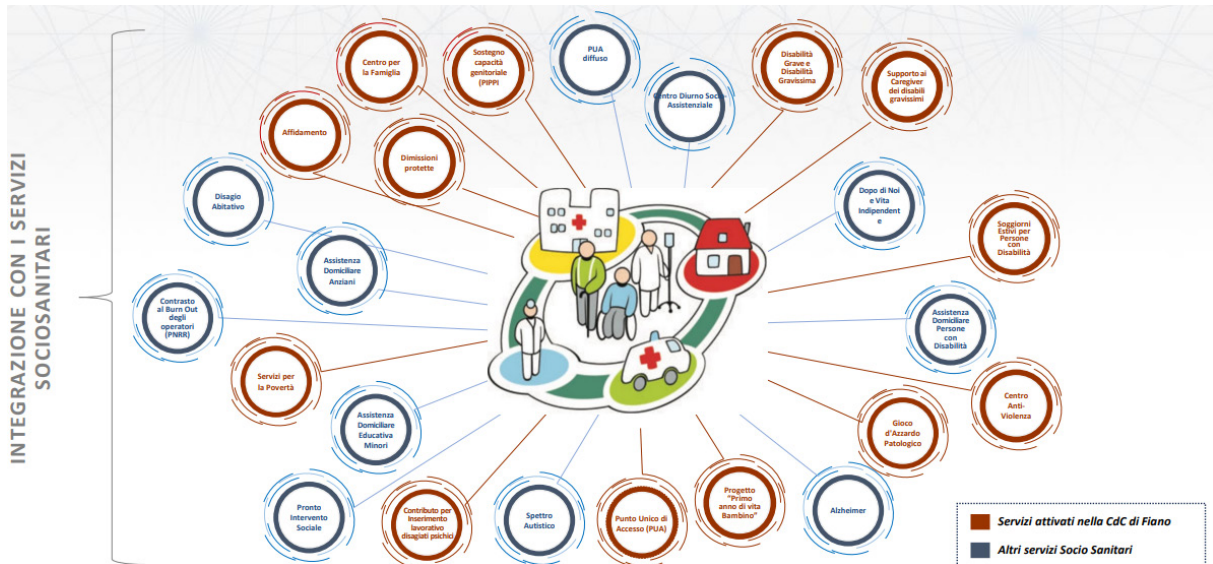 INTEGRAZIONE CON I SERVIZI
SOCIOSANITARI
Centro per
la Famiglia
Sostegno
capacità
genitoriale
(PIPPI
PUA
diffuso
Centro Diurno Socio-
Assistenziale
Disabilità
Grave e
Disabilità
Gravissima
Supporto ai
Caregiver
dei disabili
gravissimi
Affidamento
Dimissioni
protette
Disagio
Abitativo
Dopo di Noi
e Vita
Indipendent
e
Soggiorni
Estivi per
Persone
con
Disabilità
Assistenza
Domiciliare
Anziani
Contrasto
al Burn Out
degli
operatori
(PNRR)
Assistenza
Domiciliare
Persone
con
Disabilità
Servizi per
la Povertà
Centro
Anti-
Violenza
Assistenza
Domiciliare
Educativa
Minori
Gioco
d'Azzardo
Patologico
Pronto
Intervento
Sociale
Contributo per
Inserimento
lavorativo
disagiati psichici
Spettro
Autistico
Punto Unico di
Accesso (PUA)
Progetto
"Primo
anno di vita
Bambino"
Alzheimer
Servizi attivati nella CdC di Fiano
Altri servizi Socio Sanitari